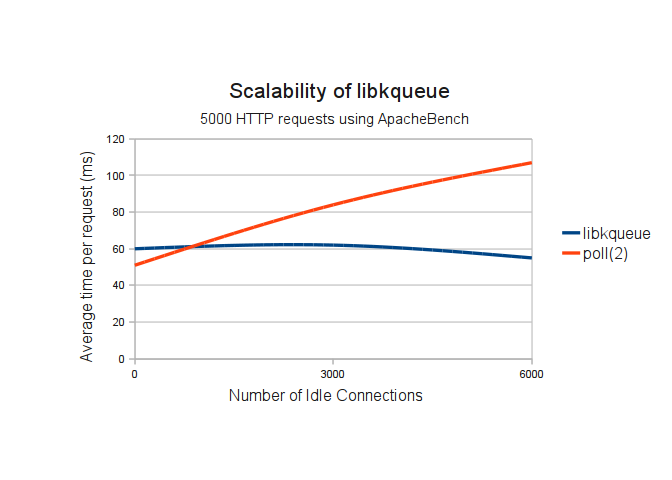 Scalability of libkqueue
5000 HTTP requests using ApacheBench
Average time per request (ms)
120
100
80
60
40
20
0
0 3000 6000
Number of Idle Connections
libkqueue
poll(2)